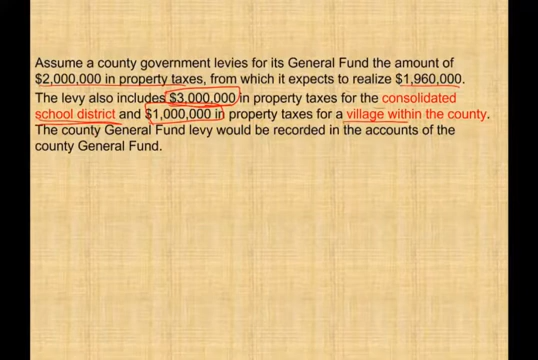 Assume a county government levies for its General Fund the amount of
$2,000,000 in property taxes, from which it expects to realize $1,960,000.
The levy also includes $3,000,000 in property taxes for the consolidated
school district and $1,000,000 in property taxes for a village within the county.
The county General Fund levy would be recorded in the accounts of the
county General Fund.